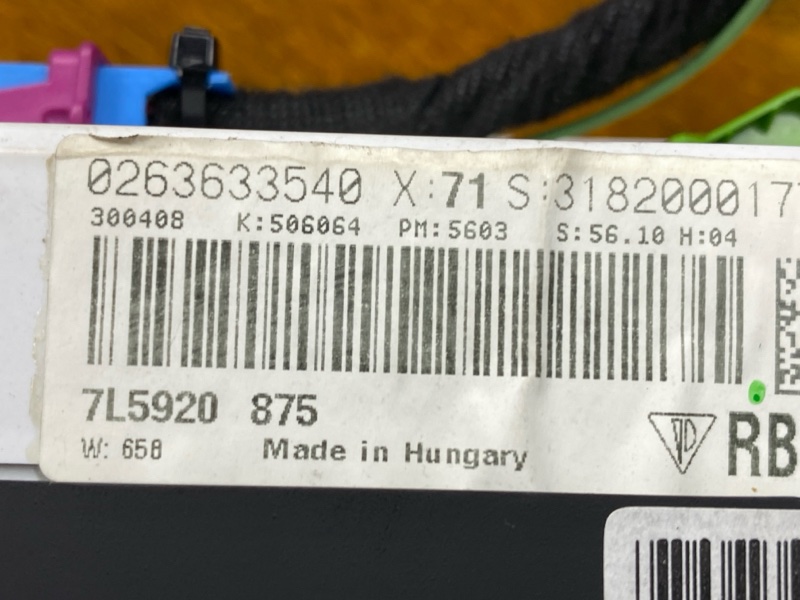 0263633540 X:71 S:3182000177
300408 K:506064 PM:5603 S:56.10 H:04
7L5920 875
W: 658 Made in Hungary
RB